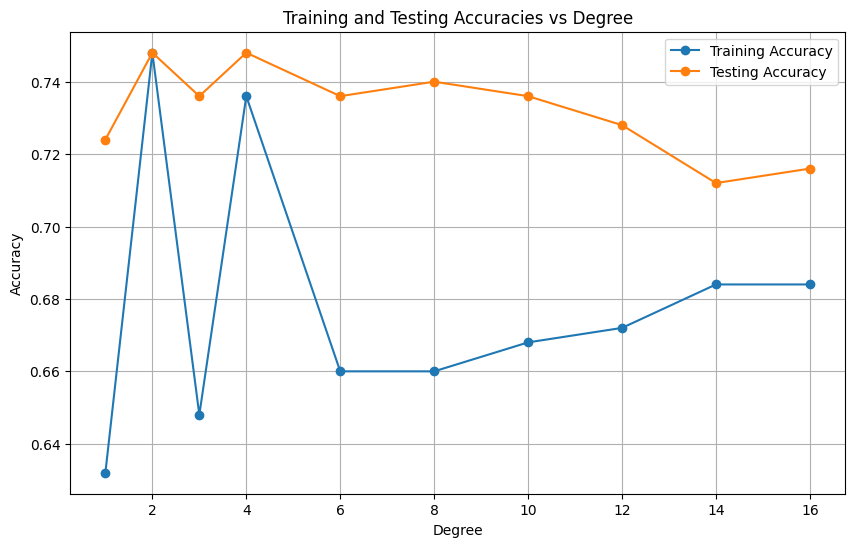 Training and Testing Accuracies vs Degree
Training Accuracy
Testing Accuracy
Accuracy
0.74
0.72
0.70
0.68
0.66
0.64
2 4 6 8 10 12 14 16
Degree